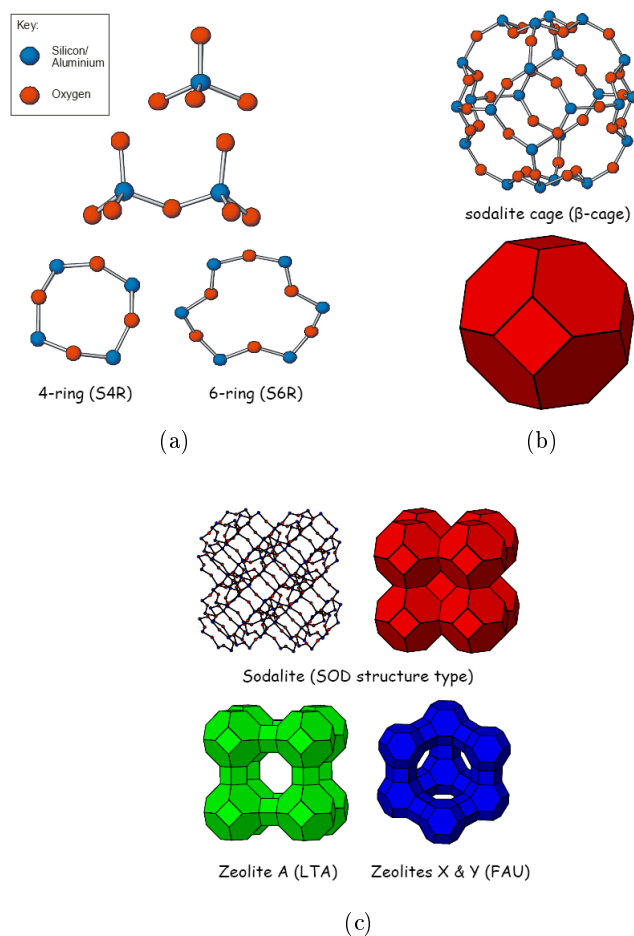 Key:
Silicon/
Aluminium
Oxygen
sodalite cage (β-cage)
4-ring (S4R)
6-ring (S6R)
(a)
(b)
Sodalite (SOD structure type)
Zeolite A (LTA)
Zeolites X & Y (FAU)
(c)